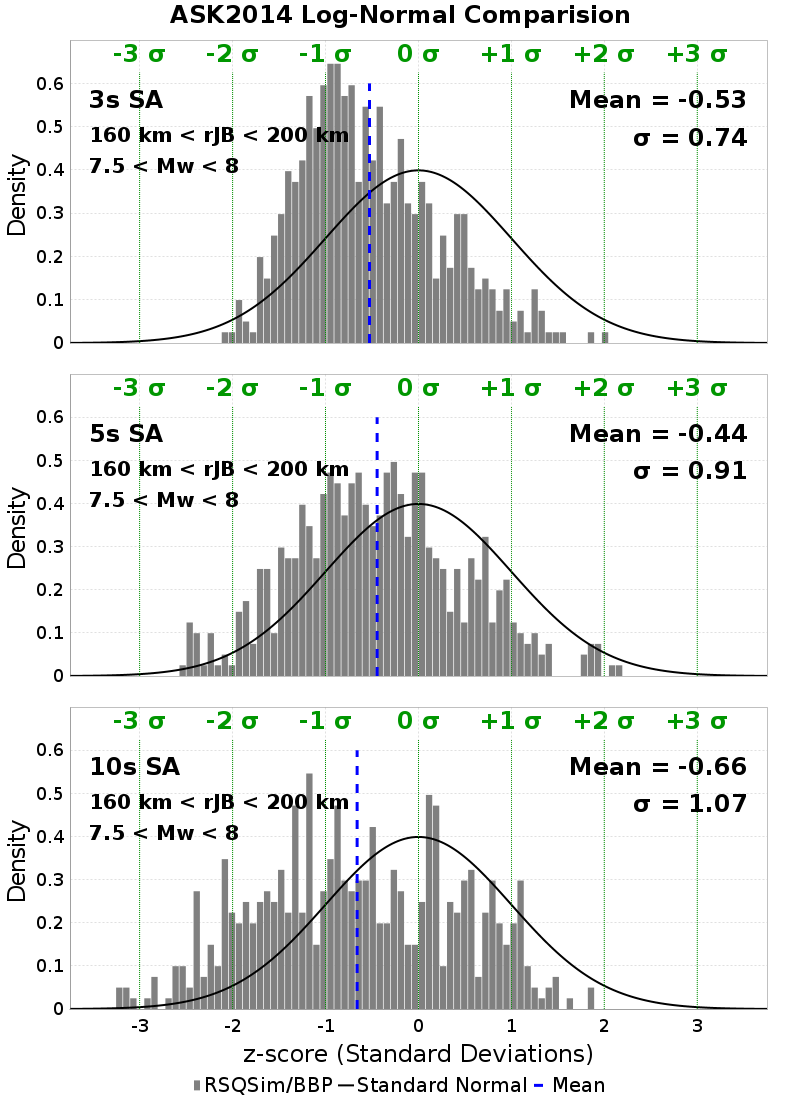 ASK2014 Log-Normal Comparision
-3 σ -2 σ -1 σ 0 σ +1 σ +2 σ +3 σ
0.6
3s SA Mean = -0.53
0.5
160 km < rJB < 200 km σ = 0.74
0.4
7.5 < Mw < 8
Density
0.3
0.2
0.1
0
-3 σ -2 σ -1 σ 0 σ +1 σ +2 σ +3 σ
0.6
5s SA Mean = -0.44
0.5
160 km < rJB < 200 km σ = 0.91
0.4
7.5 < Mw < 8
Density
0.3
0.2
0.1
0
-3 σ -2 σ -1 σ 0 σ +1 σ +2 σ +3 σ
0.6
10s SA Mean = -0.66
0.5
160 km < rJB < 200 km σ = 1.07
0.4
7.5 < Mw < 8
Density
0.3
0.2
0.1
0
-3 -2 -1 0 1 2 3
z-score (Standard Deviations)
RSQSim/BBP Standard Normal Mean